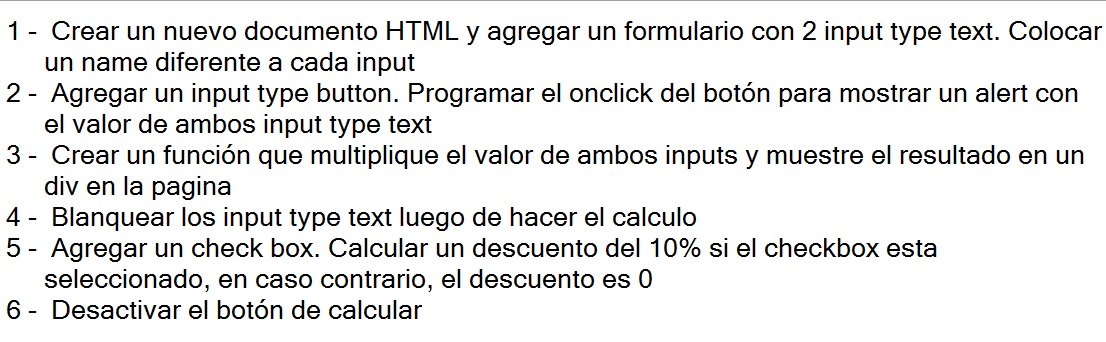 1 - Crear un nuevo documento HTML y agregar un formulario con 2 input type text. Colocar
un name diferente a cada input
2 - Agregar un input type button. Programar el onclick del botón para mostrar un alert con
el valor de ambos input type text
3 - Crear un función que multiplique el valor de ambos inputs y muestre el resultado en un
div en la pagina
4 - Blanquear los input type text luego de hacer el calculo
5 - Agregar un check box. Calcular un descuento del 10% si el checkbox esta
seleccionado, en caso contrario, el descuento es 0
6 - Desactivar el botón de calcular